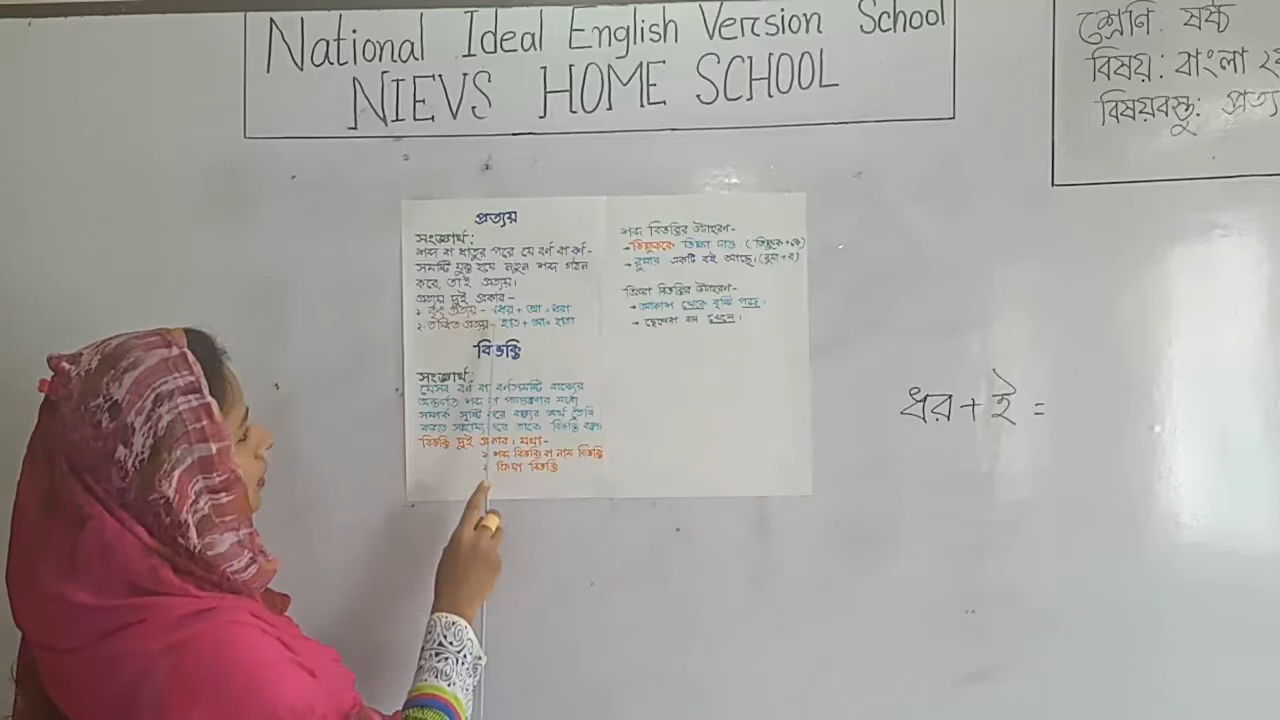 National Ideal English Version School
NIEVS HOME SCHOOL
শ্রেণি: ষষ্ঠ
বিষয়: বাংলা ২
বিষয়বস্তু: প্রত্য
প্রত্যয়
সংজ্ঞার্থ:
শব্দ বা ধাতুর পরে যে বর্ণ বা বর্ণ-
সমষ্টি যুক্ত হয়ে নতুন শব্দ গঠন
করে, তাই প্রত্যয়।
প্রত্যয় দুই প্রকার-
১. কৃৎ প্রত্যয় - ধর + আ = ধরা
২. তদ্ধিত প্রত্যয় - হাত + আ = হাতা
বিভক্তি
সংজ্ঞার্থ:
যেসব বর্ণ বা বর্ণসমষ্টি বাক্যের
অন্তর্গত শব্দ মধ্যে
সম্পর্ক সৃষ্টি করে বাক্যের অর্থ তৈরি
করতে সাহায্য করে তাকে বিভক্তি বলে।
বিভক্তি দুই প্রকার। যথা-
১ শব্দ বিভক্তি বা নাম বিভক্তি
২ ক্রিয়া বিভক্তি
শব্দ বিভক্তির উদাহরণ-
→ ভিক্ষুককে ভিক্ষা দাও (ভিক্ষুক+কে)
→ রুমার একটি বই আছে। (রুমা + র)
ক্রিয়া বিভক্তির উদাহরণ-
→ আকাশ থেকে বৃষ্টি পড়ে।
→ ছেলেরা বল খেলে।
ধর + ই =